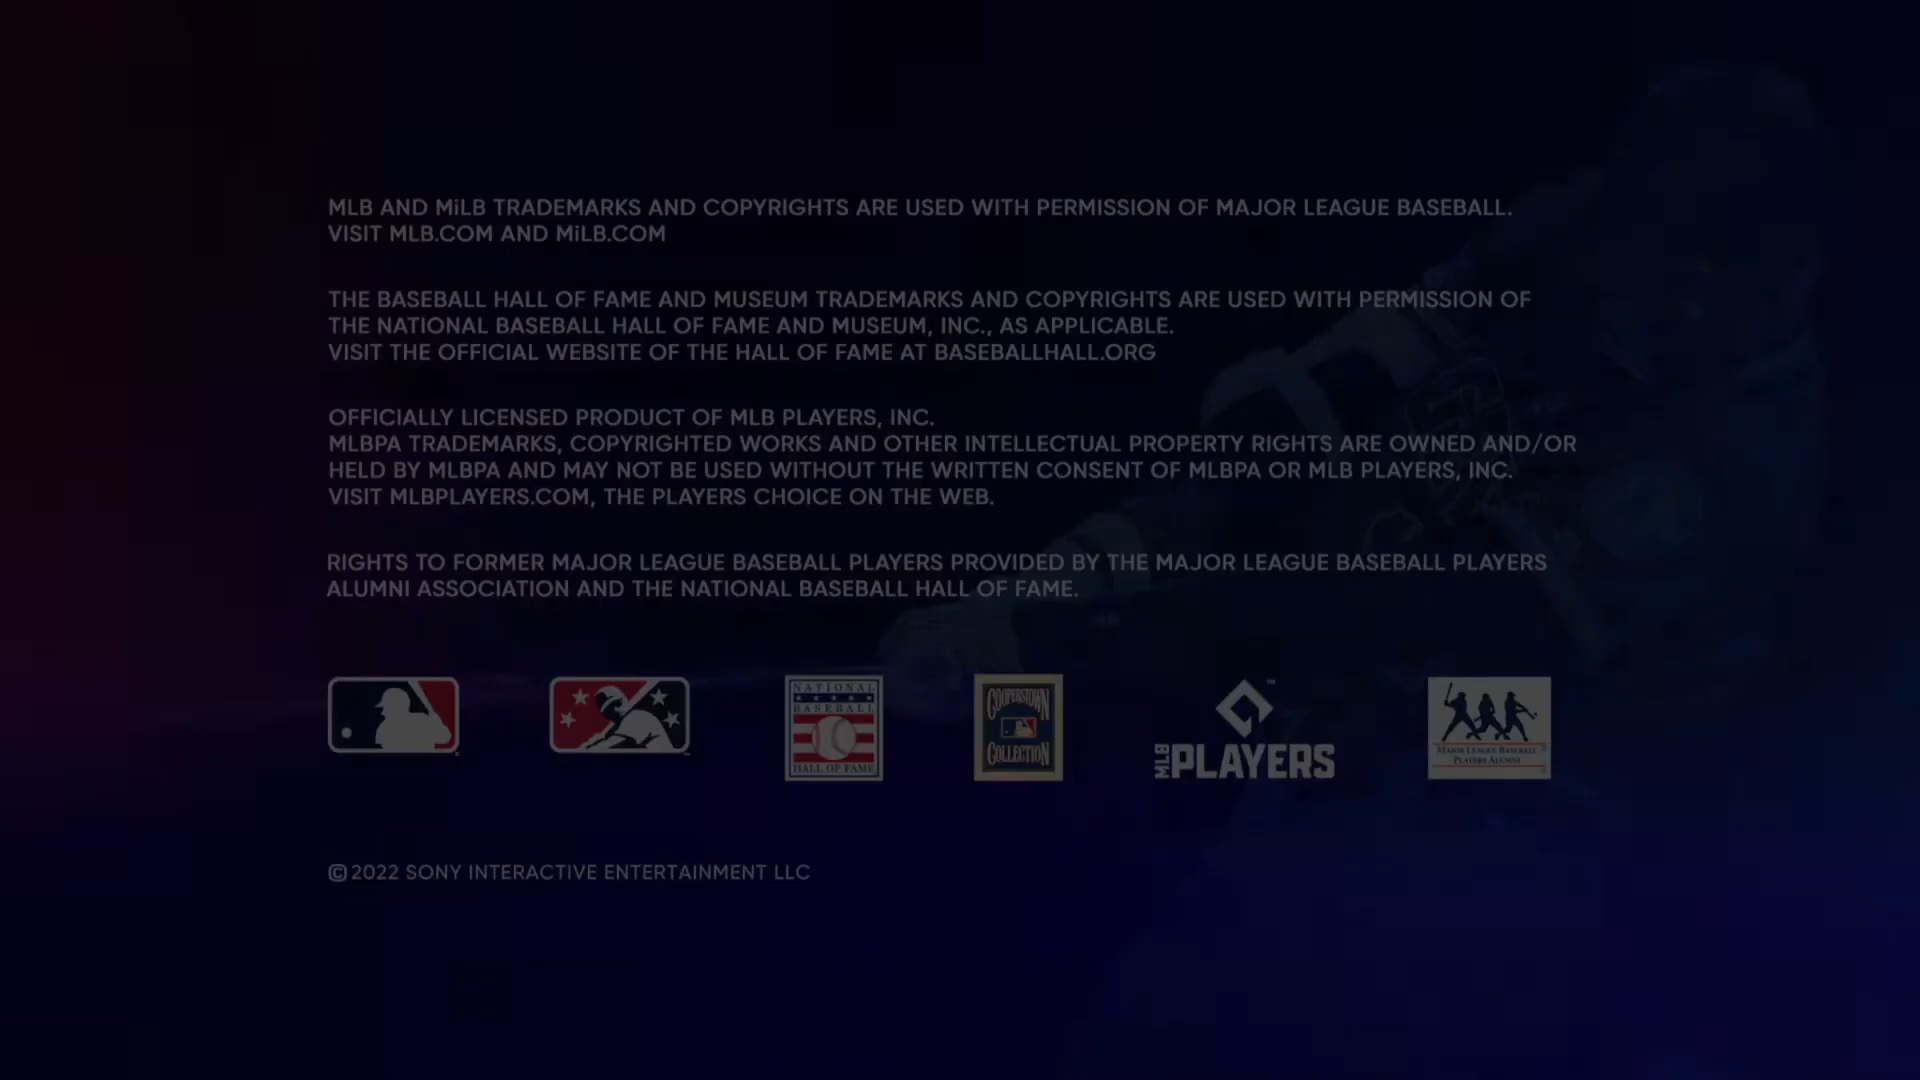 MLB AND MiLB TRADEMARKS AND COPYRIGHTS ARE USED WITH PERMISSION OF MAJOR LEAGUE BASEBALL.
VISIT MLB.COM AND MiLB.COM
THE BASEBALL HALL OF FAME AND MUSEUM TRADEMARKS AND COPYRIGHTS ARE USED WITH PERMISSION OF
THE NATIONAL BASEBALL HALL OF FAME AND MUSEUM, INC., AS APPLICABLE.
VISIT THE OFFICIAL WEBSITE OF THE HALL OF FAME AT BASEBALLHALL.ORG
OFFICIALLY LICENSED PRODUCT OF MLB PLAYERS, INC.
MLBPA TRADEMARKS, COPYRIGHTED WORKS AND OTHER INTELLECTUAL PROPERTY RIGHTS ARE OWNED AND/OR
HELD BY MLBPA AND MAY NOT BE USED WITHOUT THE WRITTEN CONSENT OF MLBPA OR MLB PLAYERS, INC.
VISIT MLBPLAYERS.COM, THE PLAYERS CHOICE ON THE WEB.
RIGHTS TO FORMER MAJOR LEAGUE BASEBALL PLAYERS PROVIDED BY THE MAJOR LEAGUE BASEBALL PLAYERS
ALUMNI ASSOCIATION AND THE NATIONAL BASEBALL HALL OF FAME.
NATIONAL
BASEBALL
HALL OF FAME
COOPERSTOWN
COLLECTION
MLB PLAYERS ™
MAJOR LEAGUE BASEBALL
PLAYERS ALUMNI
© 2022 SONY INTERACTIVE ENTERTAINMENT LLC